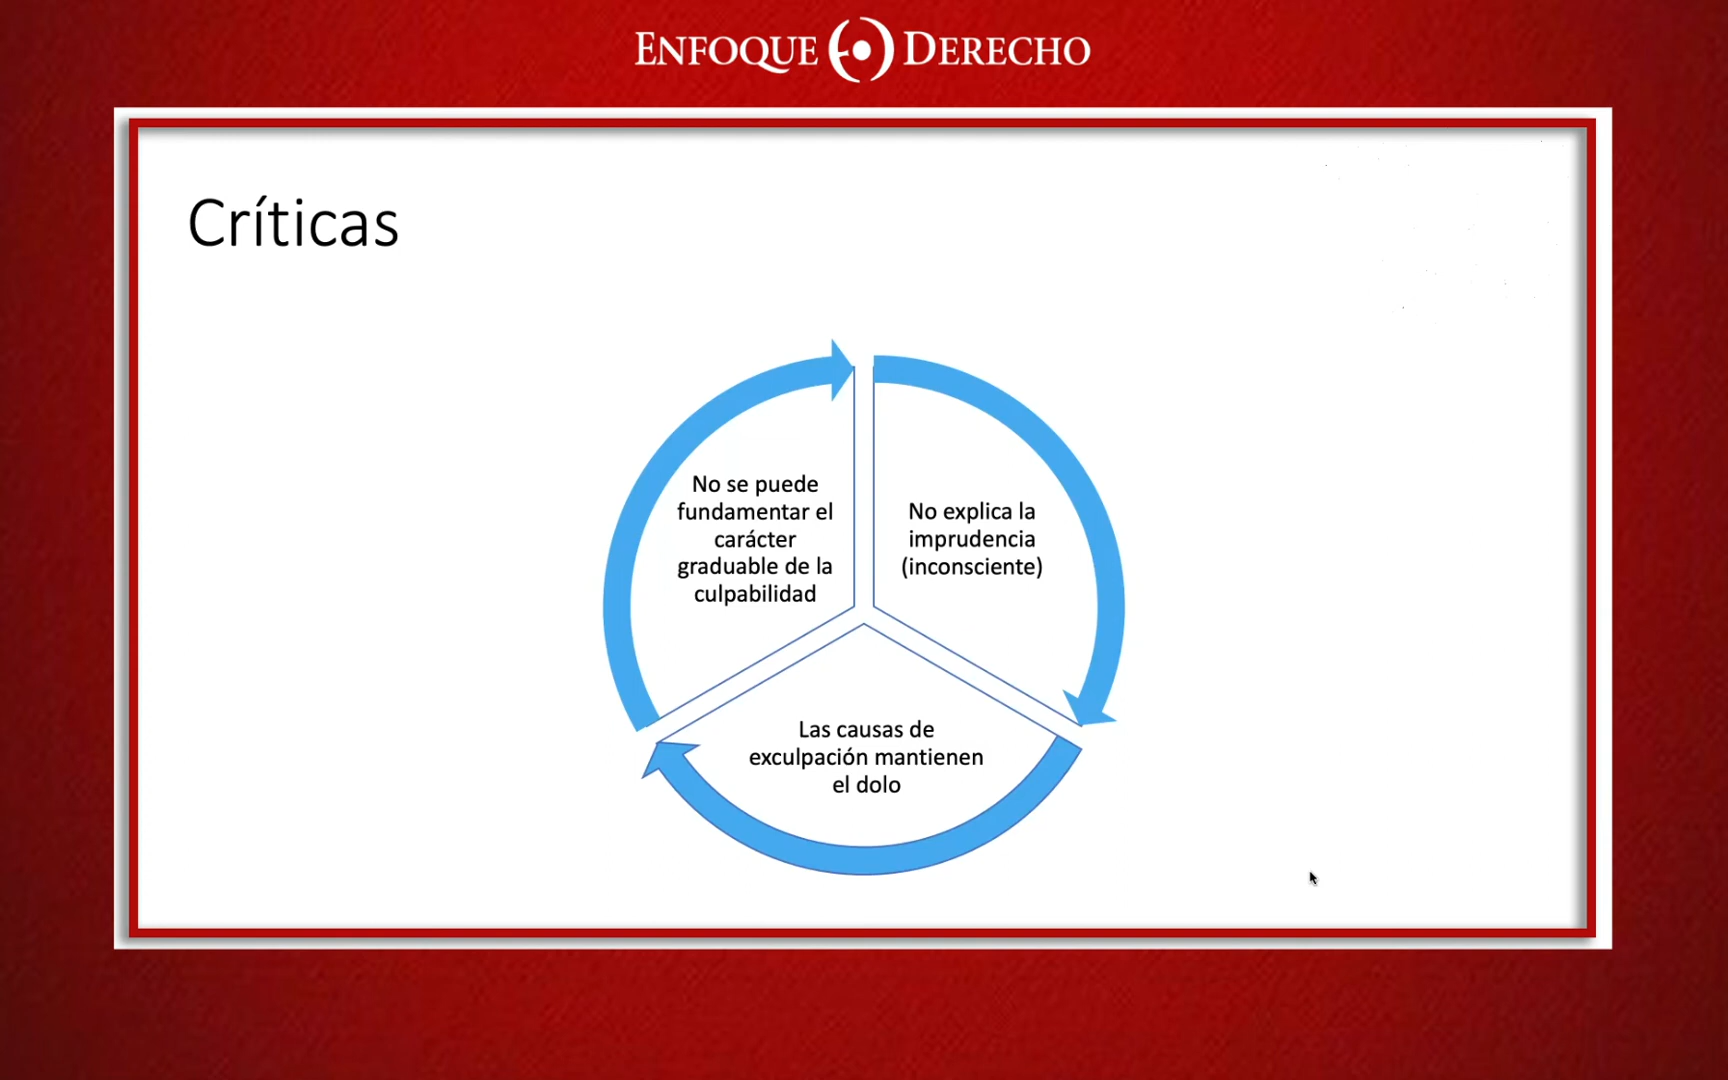 ENFOQUE DERECHO
Críticas
No se puede
fundamentar el
carácter
graduable de la
culpabilidad
No explica la
imprudencia
(inconsciente)
Las causas de
exculpación mantienen
el dolo